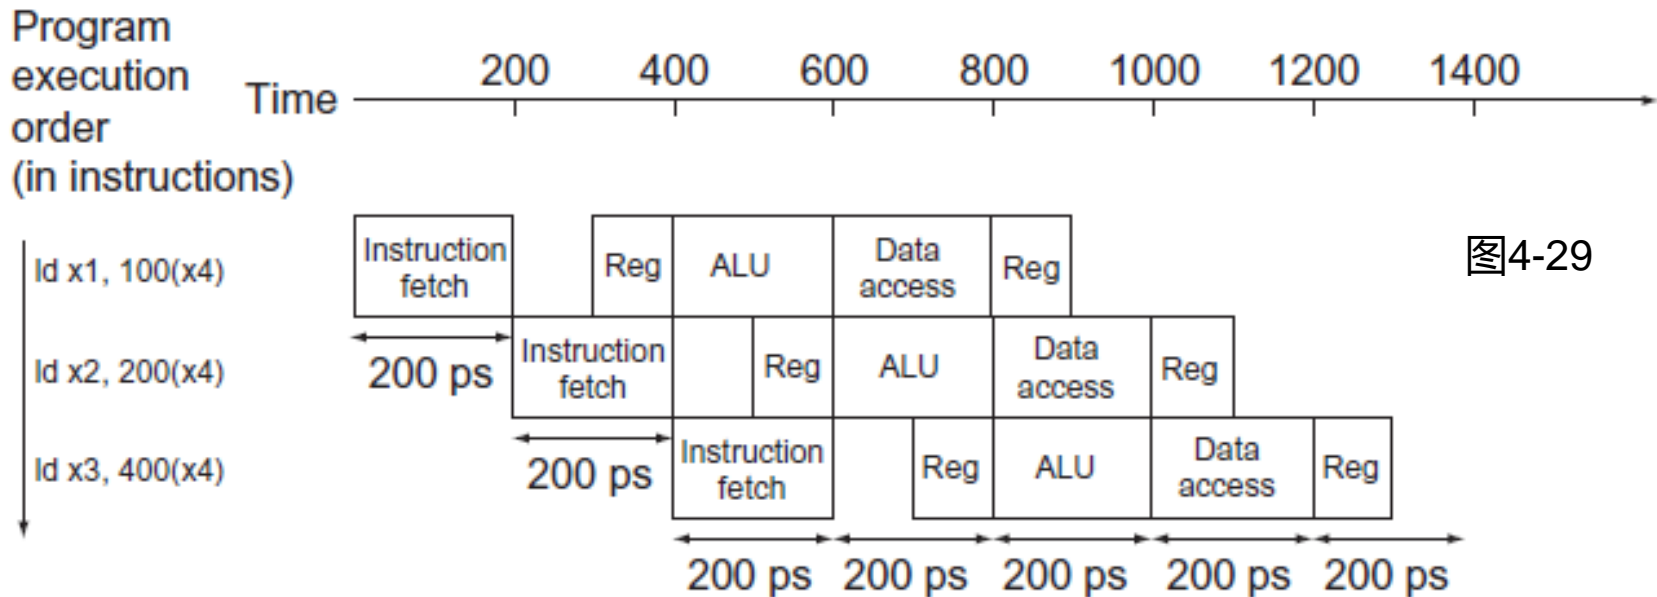 Program
execution
order
(in instructions)
Time
200 400 600 800 1000 1200 1400
ld x1, 100(x4)
Instruction
fetch
Reg
ALU
Data
access
Reg
图4-29
200 ps
ld x2, 200(x4)
Instruction
fetch
Reg
ALU
Data
access
Reg
200 ps
ld x3, 400(x4)
Instruction
fetch
Reg
ALU
Data
access
Reg
200 ps 200 ps 200 ps 200 ps 200 ps